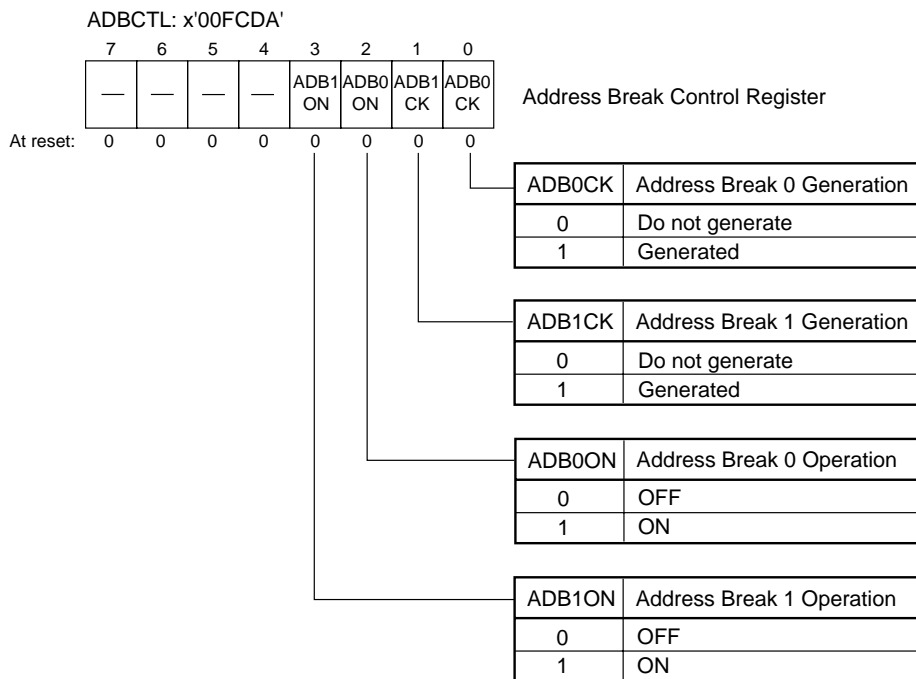 ADBCTL: x'00FCDA'
7 6 5 4 3 2 1 0
— — — — ADB1 ON ADB0 ON ADB1 CK ADB0 CK
Address Break Control Register
At reset: 0 0 0 0 0 0 0 0
ADB0CK Address Break 0 Generation
0 Do not generate
1 Generated
ADB1CK Address Break 1 Generation
0 Do not generate
1 Generated
ADB0ON Address Break 0 Operation
0 OFF
1 ON
ADB1ON Address Break 1 Operation
0 OFF
1 ON